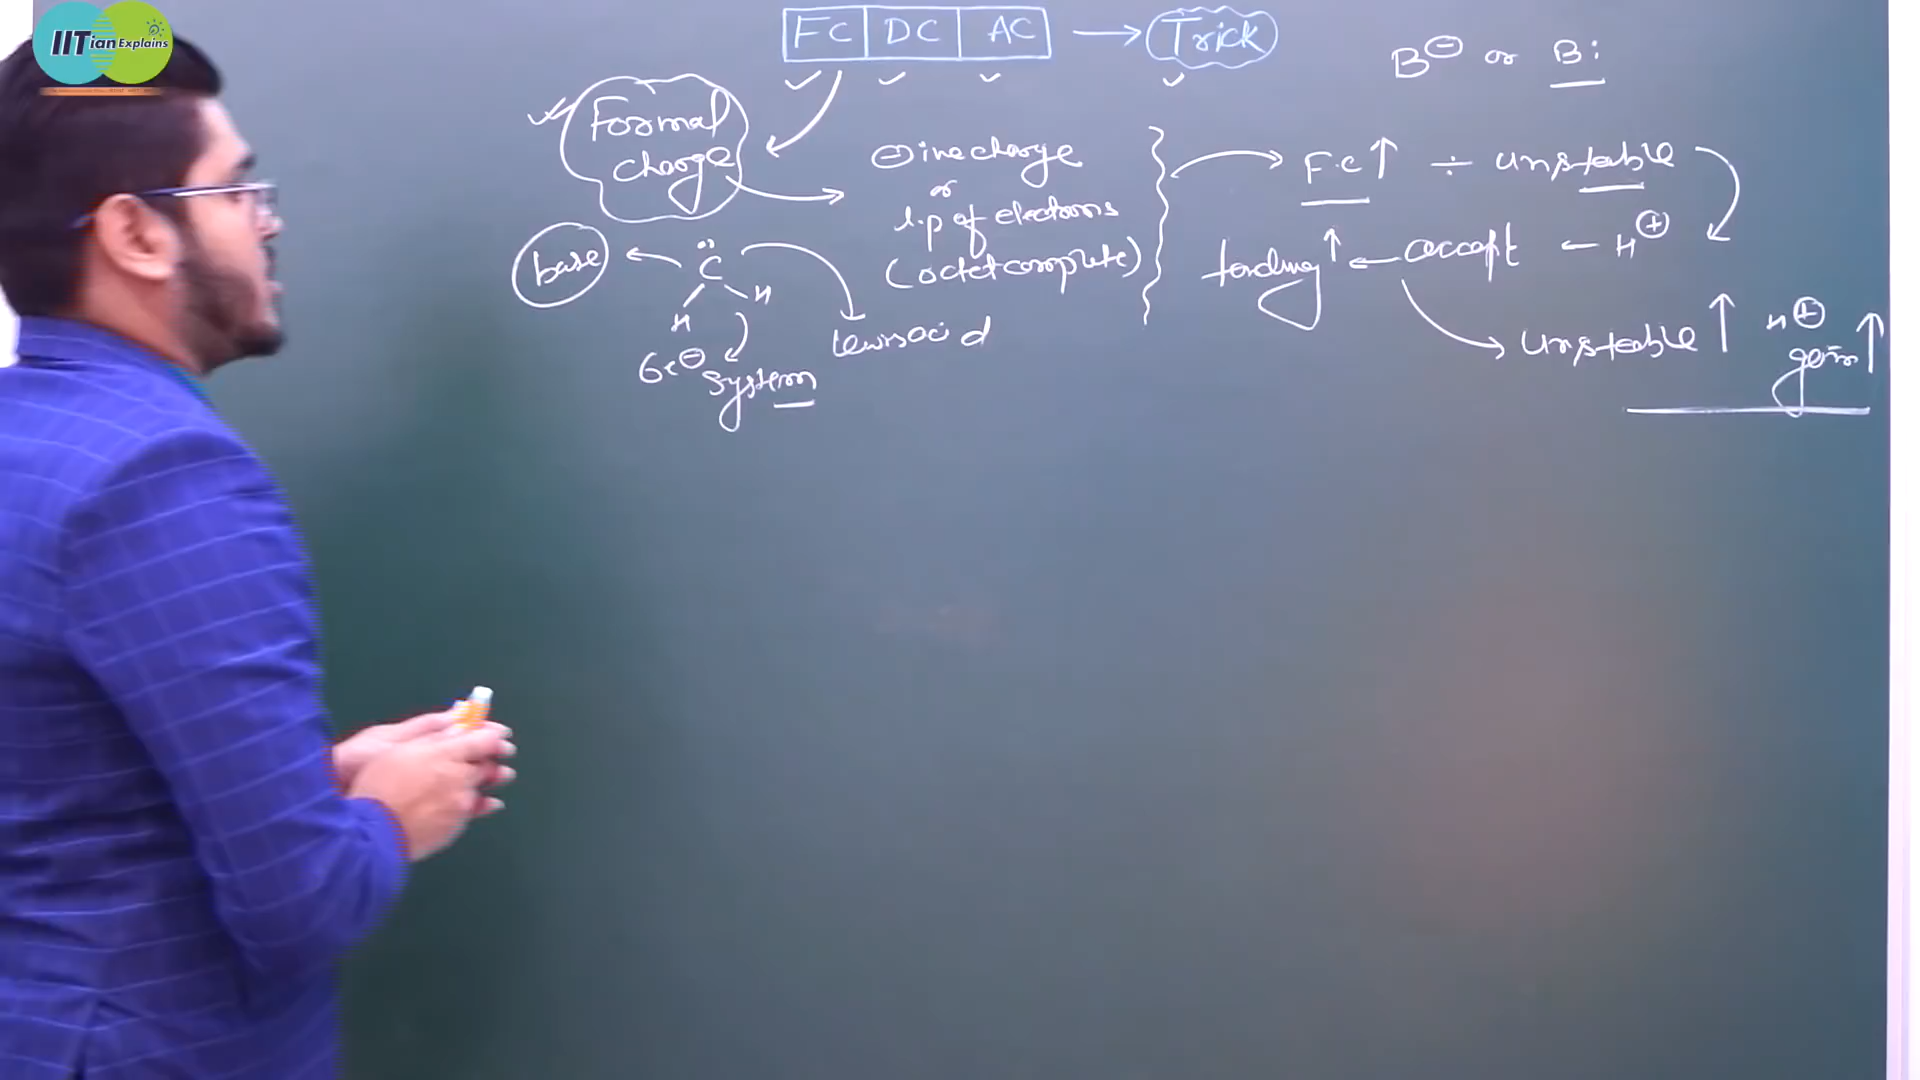 IITian Explains
FC DC AC → Trick
B⊖ or B:
Formal
charge
⊖ive charge
or
l.p of electrons
(octet complete)
F.C↑ ÷ unstable
tendency↑ ← accept ← H⊕
unstable↑ H⊕
gain↑
base ← C̈
H H
6e⊖ system
Lewis acid